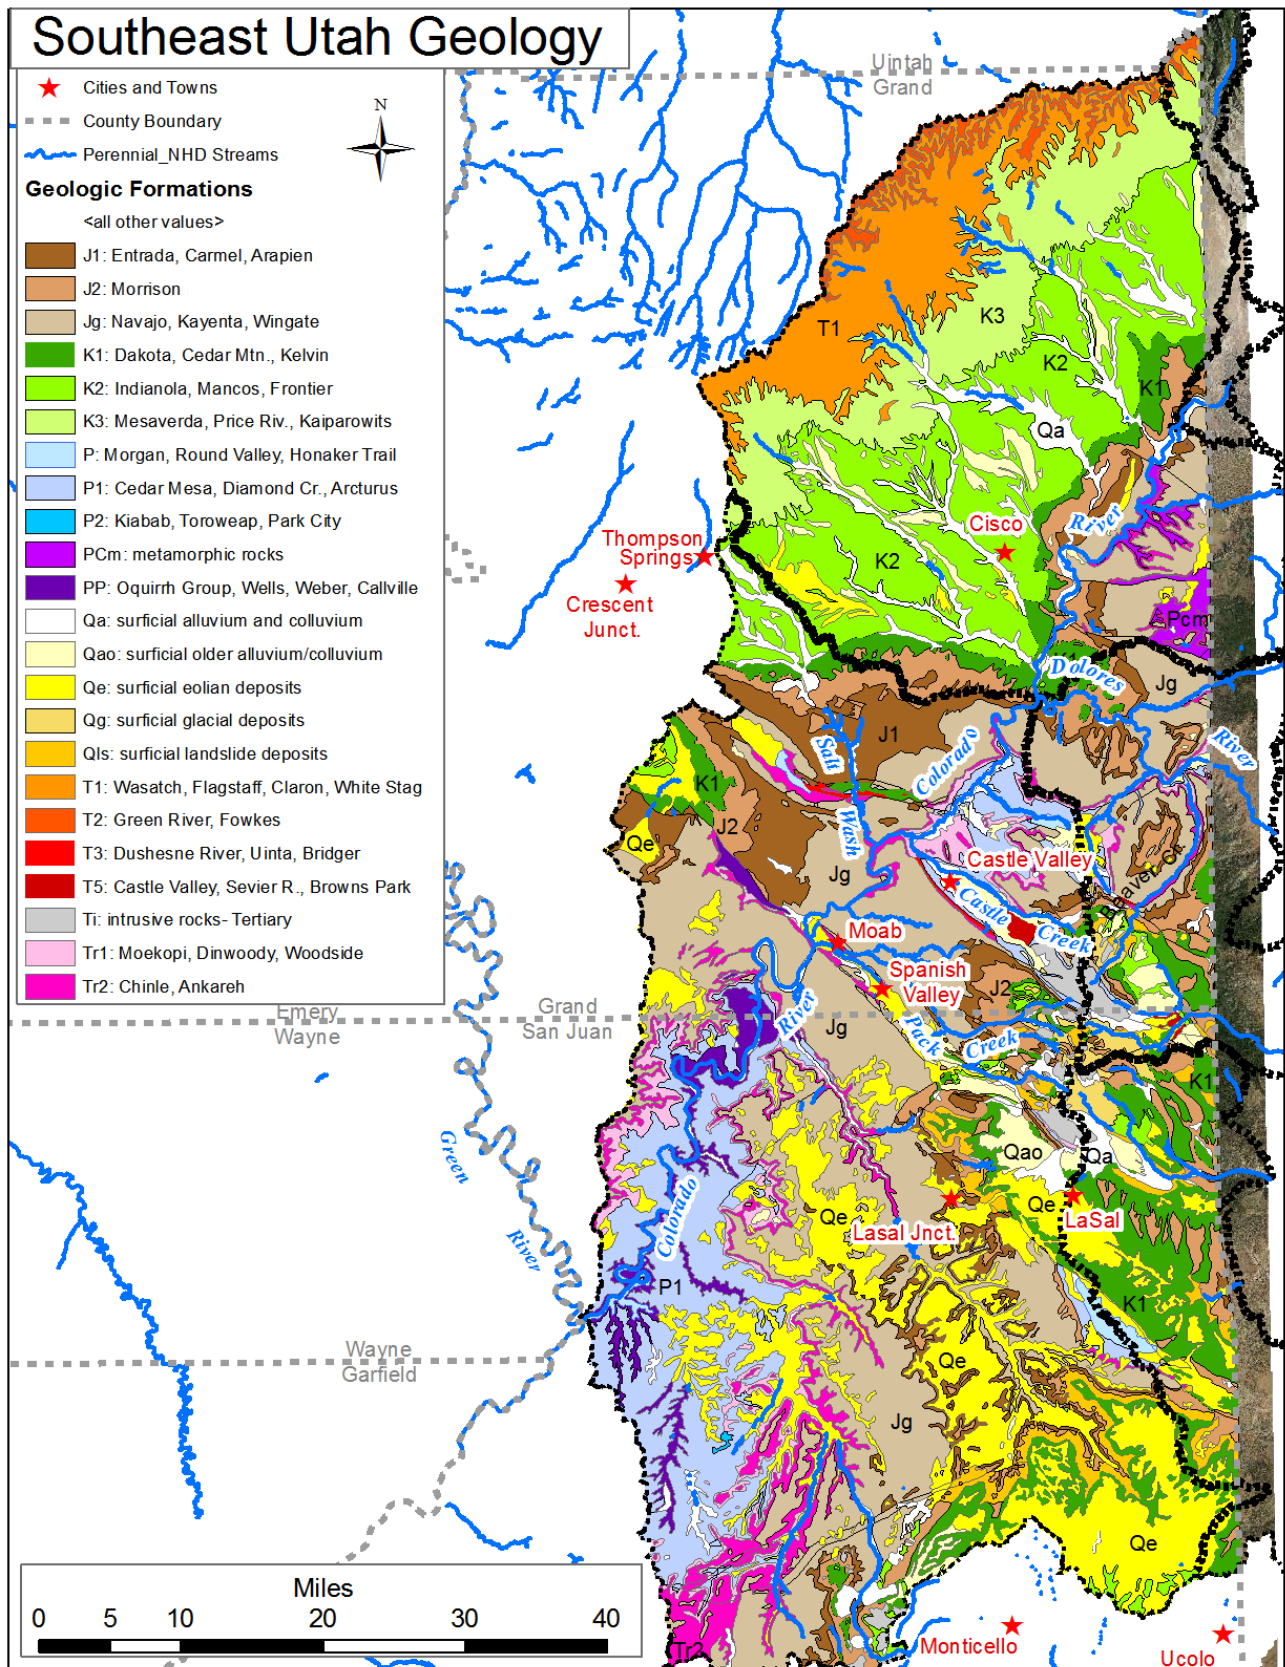 Southeast Utah Geology
Cities and Towns
County Boundary
Perennial_NHD Streams
N
Geologic Formations
<all other values>
J1: Entrada, Carmel, Arapien
J2: Morrison
Jg: Navajo, Kayenta, Wingate
K1: Dakota, Cedar Mtn., Kelvin
K2: Indianola, Mancos, Frontier
K3: Mesaverda, Price Riv., Kaiparowits
P: Morgan, Round Valley, Honaker Trail
P1: Cedar Mesa, Diamond Cr., Arcturus
P2: Kiabab, Toroweap, Park City
PCm: metamorphic rocks
PP: Oquirrh Group, Wells, Weber, Callville
Qa: surficial alluvium and colluvium
Qao: surficial older alluvium/colluvium
Qe: surficial eolian deposits
Qg: surficial glacial deposits
Qls: surficial landslide deposits
T1: Wasatch, Flagstaff, Claron, White Stag
T2: Green River, Fowkes
T3: Dushesne River, Uinta, Bridger
T5: Castle Valley, Sevier R., Browns Park
Ti: intrusive rocks- Tertiary
Tr1: Moekopi, Dinwoody, Woodside
Tr2: Chinle, Ankareh
Uintah
Grand
T1
K3
K2
K1
Qa
River
Cisco
Thompson
Springs
K2
Crescent
Junct.
Pcm
Dolores
Jg
River
J1
Salt
Wash
Colorado
K1
J2
Qe
Jg
Castle Valley
Beaver Cr.
Castle
Creek
Moab
Spanish
Valley
J2
River
Jg
Pack
Creek
Emery
Wayne
Grand
San Juan
K1
Green
River
Qao
Qa
Colorado
Qe
Qe
LaSal
Lasal Jnct.
P1
K1
Wayne
Garfield
Qe
Jg
Qe
Tr2
Monticello
Ucolo
Miles
0 5 10 20 30 40